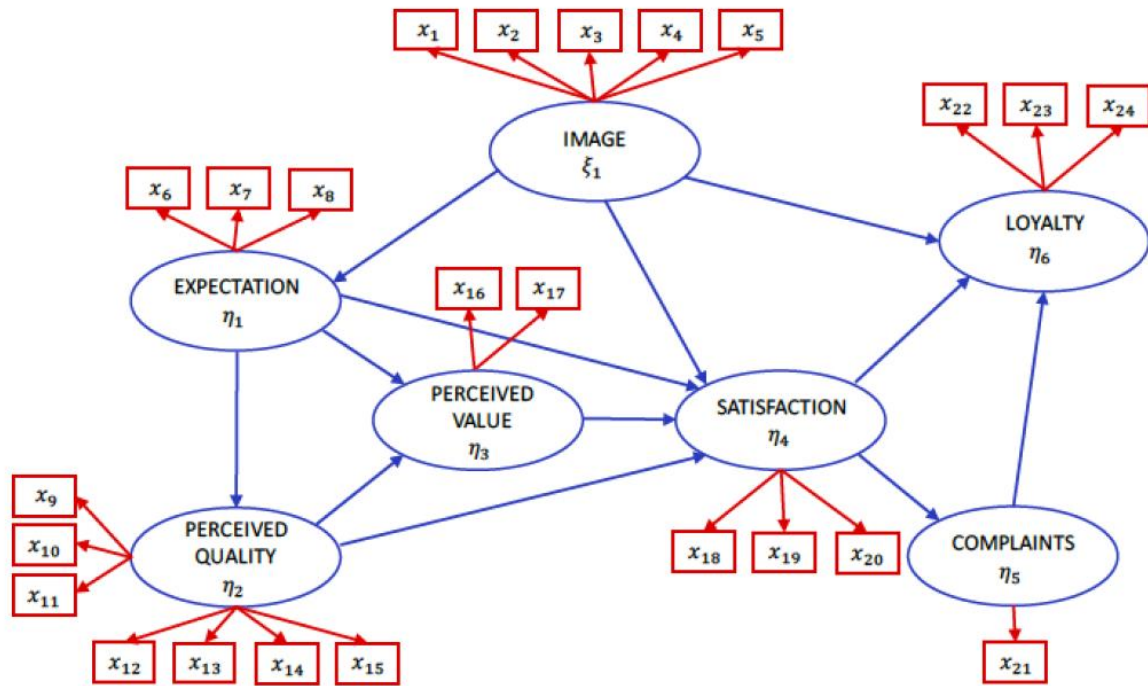 x₁ x₂ x₃ x₄ x₅
IMAGE
ξ₁
x₂₂ x₂₃ x₂₄
LOYALTY
η₆
x₆ x₇ x₈
EXPECTATION
η₁
x₁₆ x₁₇
PERCEIVED
VALUE
η₃
SATISFACTION
η₄
x₁₈ x₁₉ x₂₀
x₉
x₁₀
x₁₁
PERCEIVED
QUALITY
η₂
x₁₂ x₁₃ x₁₄ x₁₅
COMPLAINTS
η₅
x₂₁